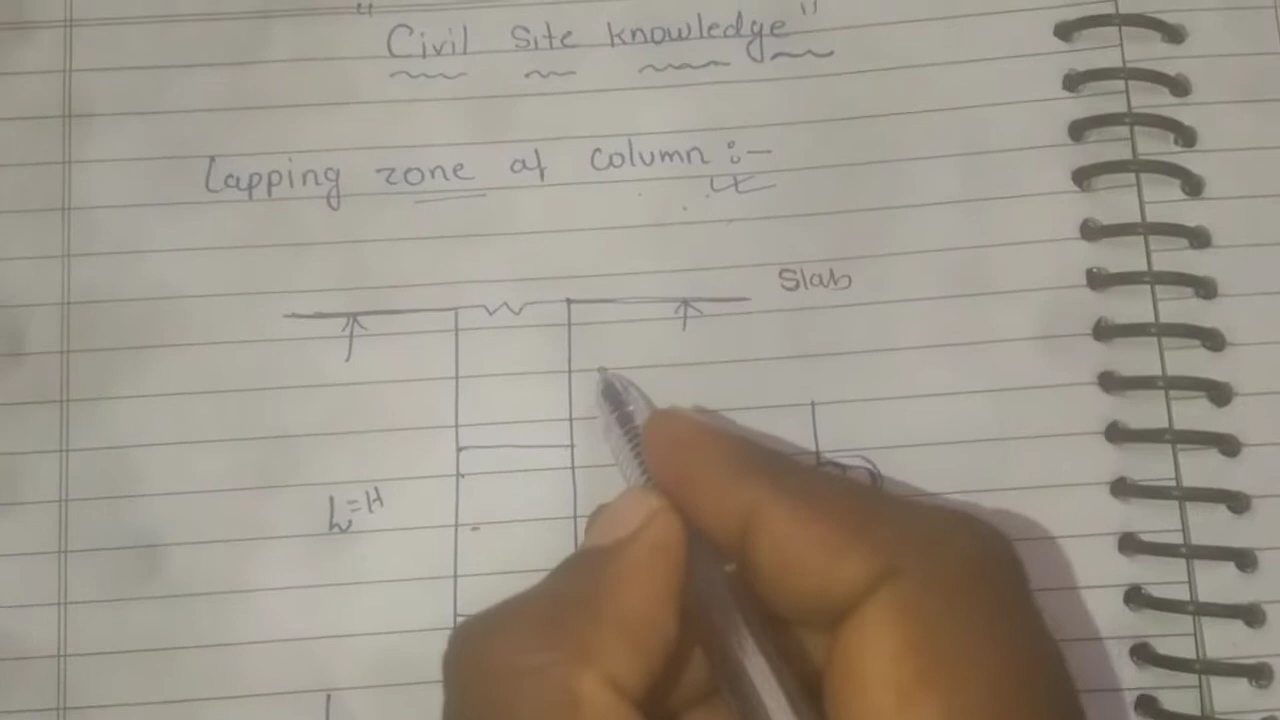 "Civil Site knowledge"
Lapping zone of column :-
Slab
L=H